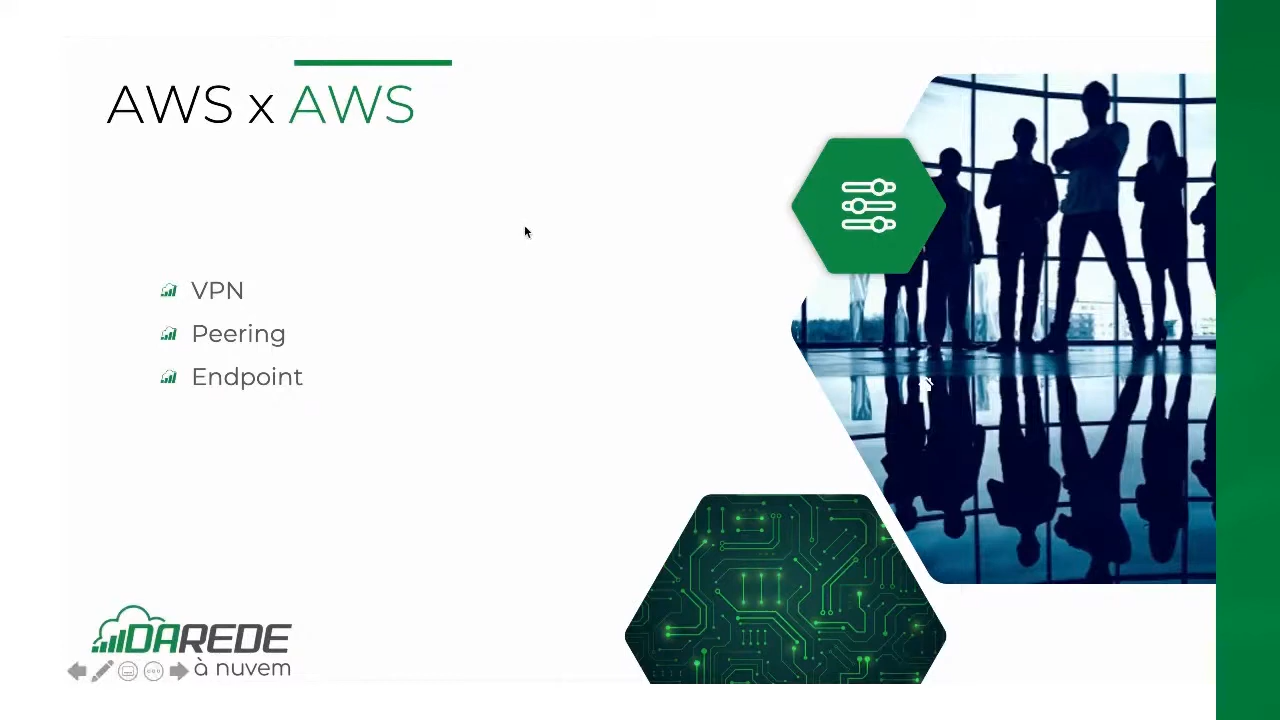 AWS x AWS
VPN
Peering
Endpoint
DAREDE
à nuvem